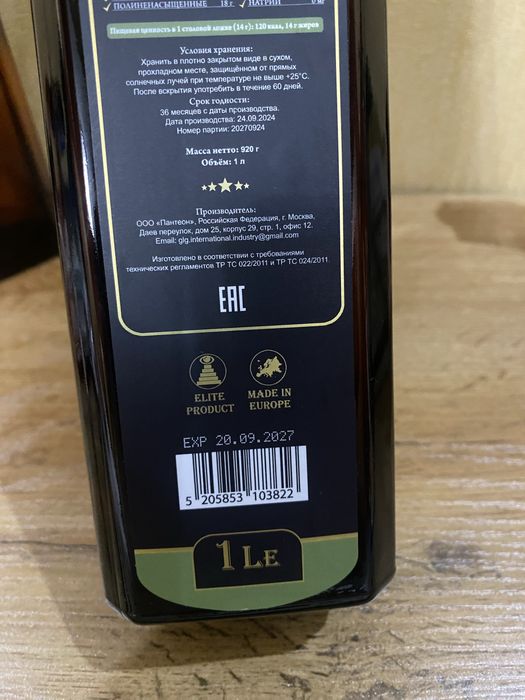 ПОЛИНЕНАСЫЩЕННЫЕ 18 г НАТРИЙ 0 мг
Пищевая ценность в 1 столовой ложке (14 г): 120 ккал, 14 г жиров
Условия хранения:
Хранить в плотно закрытом виде в сухом,
прохладном месте, защищённом от прямых
солнечных лучей при температуре не выше +25°С.
После вскрытия употребить в течение 60 дней.
Срок годности:
36 месяцев с даты производства.
Дата производства: 24.09.2024
Номер партии: 20270924
Масса нетто: 920 г
Объём: 1 л
Производитель:
ООО «Пантеон», Российская Федерация, г. Москва,
Даев переулок, дом 25, корпус 29, стр. 1, офис 12.
Email: glg.international.industry@gmail.com
Изготовлено в соответствии с требованиями
технических регламентов ТР ТС 022/2011 и ТР ТС 024/2011
EAC
ELITE PRODUCT
MADE IN EUROPE
EXP 20.09.2027
5 205853 103822
1 LE